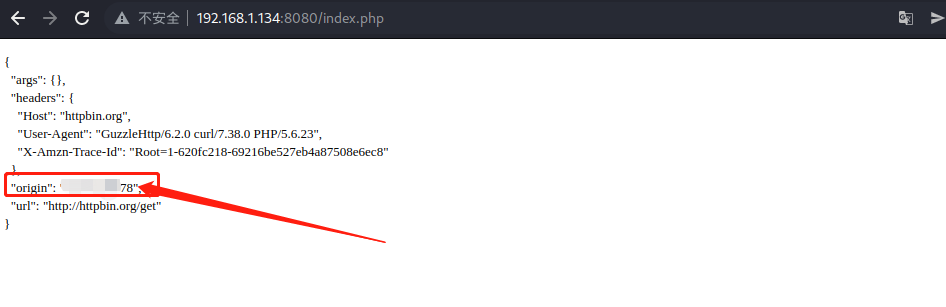 不安全 192.168.1.134:8080/index.php
{
"args": {},
"headers": {
"Host": "httpbin.org",
"User-Agent": "GuzzleHttp/6.2.0 curl/7.38.0 PHP/5.6.23",
"X-Amzn-Trace-Id": "Root=1-620fc218-69216be527eb4a87508e6ec8"
},
"origin": "78",
"url": "http://httpbin.org/get"
}